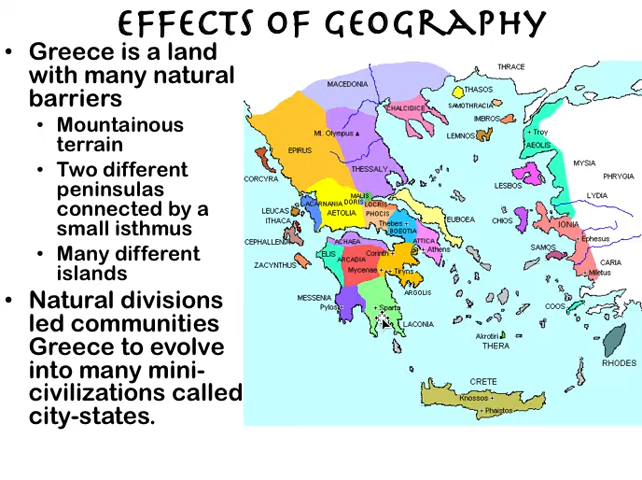 EFFECTS OF GEOGRAPHY
• Greece is a land
with many natural
barriers
• Mountainous
terrain
• Two different
peninsulas
connected by a
small isthmus
• Many different
islands
• Natural divisions
led communities
Greece to evolve
into many mini-
civilizations called
city-states.
THRACE
MACEDONIA
CHALCIDICE
THASOS
SAMOTHRACIA
IMBROS
Mt. Olympus
LEMNOS
Troy
AEOLIS
EPIRUS
MYSIA
THESSALY
PHRYGIA
CORCYRA
LESBOS
LYDIA
MALIS
DORIS
LOCRIS
ACARNANIA
AETOLIA
PHOCIS
LEUCAS
ITHACA
Thebes
BOEOTIA
EUBOEA
CHIOS
IONIA
CEPHALLENIA
ACHAEA
ATTICA
Athens
Ephesus
ELIS
ARCADIA
Corinth
SAMOS
ZACYNTHUS
Mycenae
Tiryns
CARIA
Miletus
ARGOLIS
MESSENIA
Pylos
Sparta
COOS
LACONIA
Akrotiri
THERA
RHODES
CRETE
Knossos
Phaistos